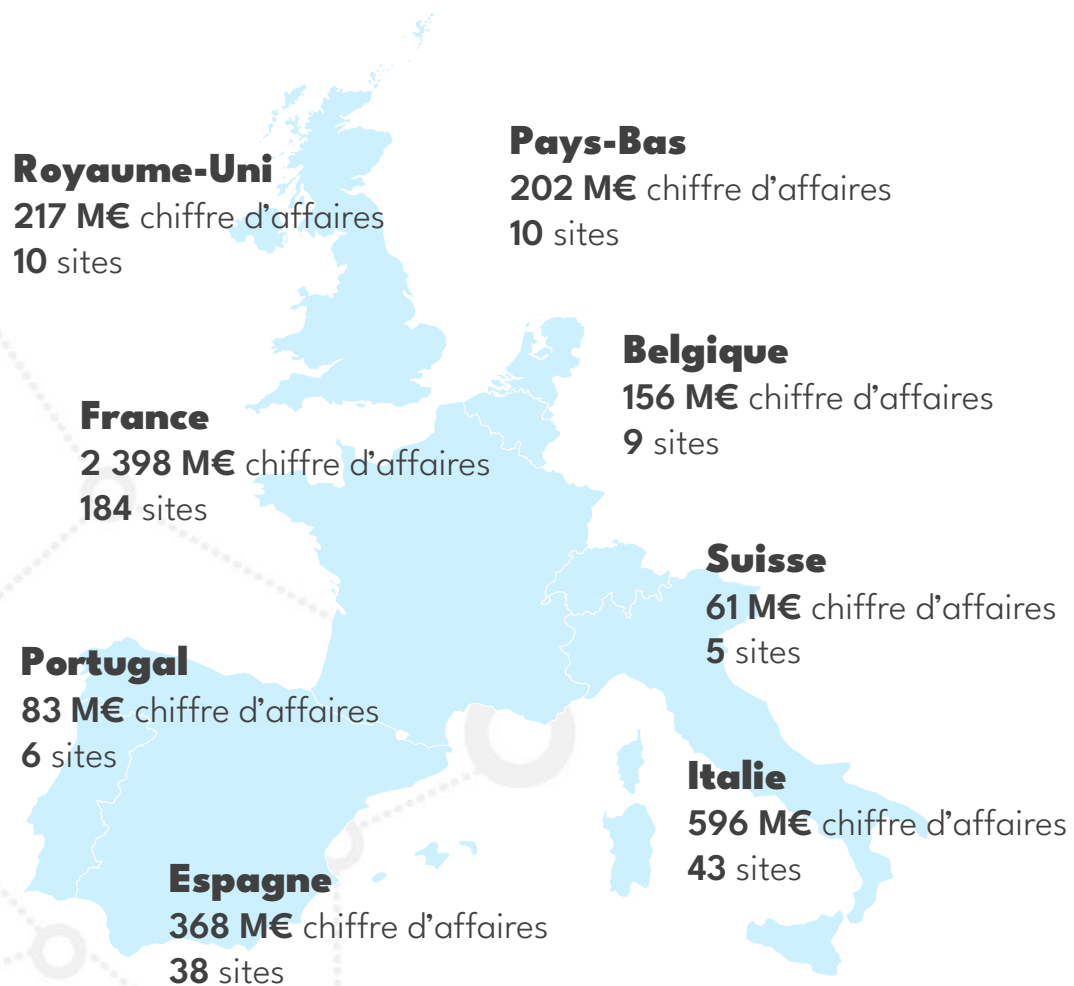 Royaume-Uni
217 M€ chiffre d’affaires
10 sites
Pays-Bas
202 M€ chiffre d’affaires
10 sites
Belgique
156 M€ chiffre d’affaires
9 sites
France
2 398 M€ chiffre d’affaires
184 sites
Suisse
61 M€ chiffre d’affaires
5 sites
Portugal
83 M€ chiffre d’affaires
6 sites
Italie
596 M€ chiffre d’affaires
43 sites
Espagne
368 M€ chiffre d’affaires
38 sites